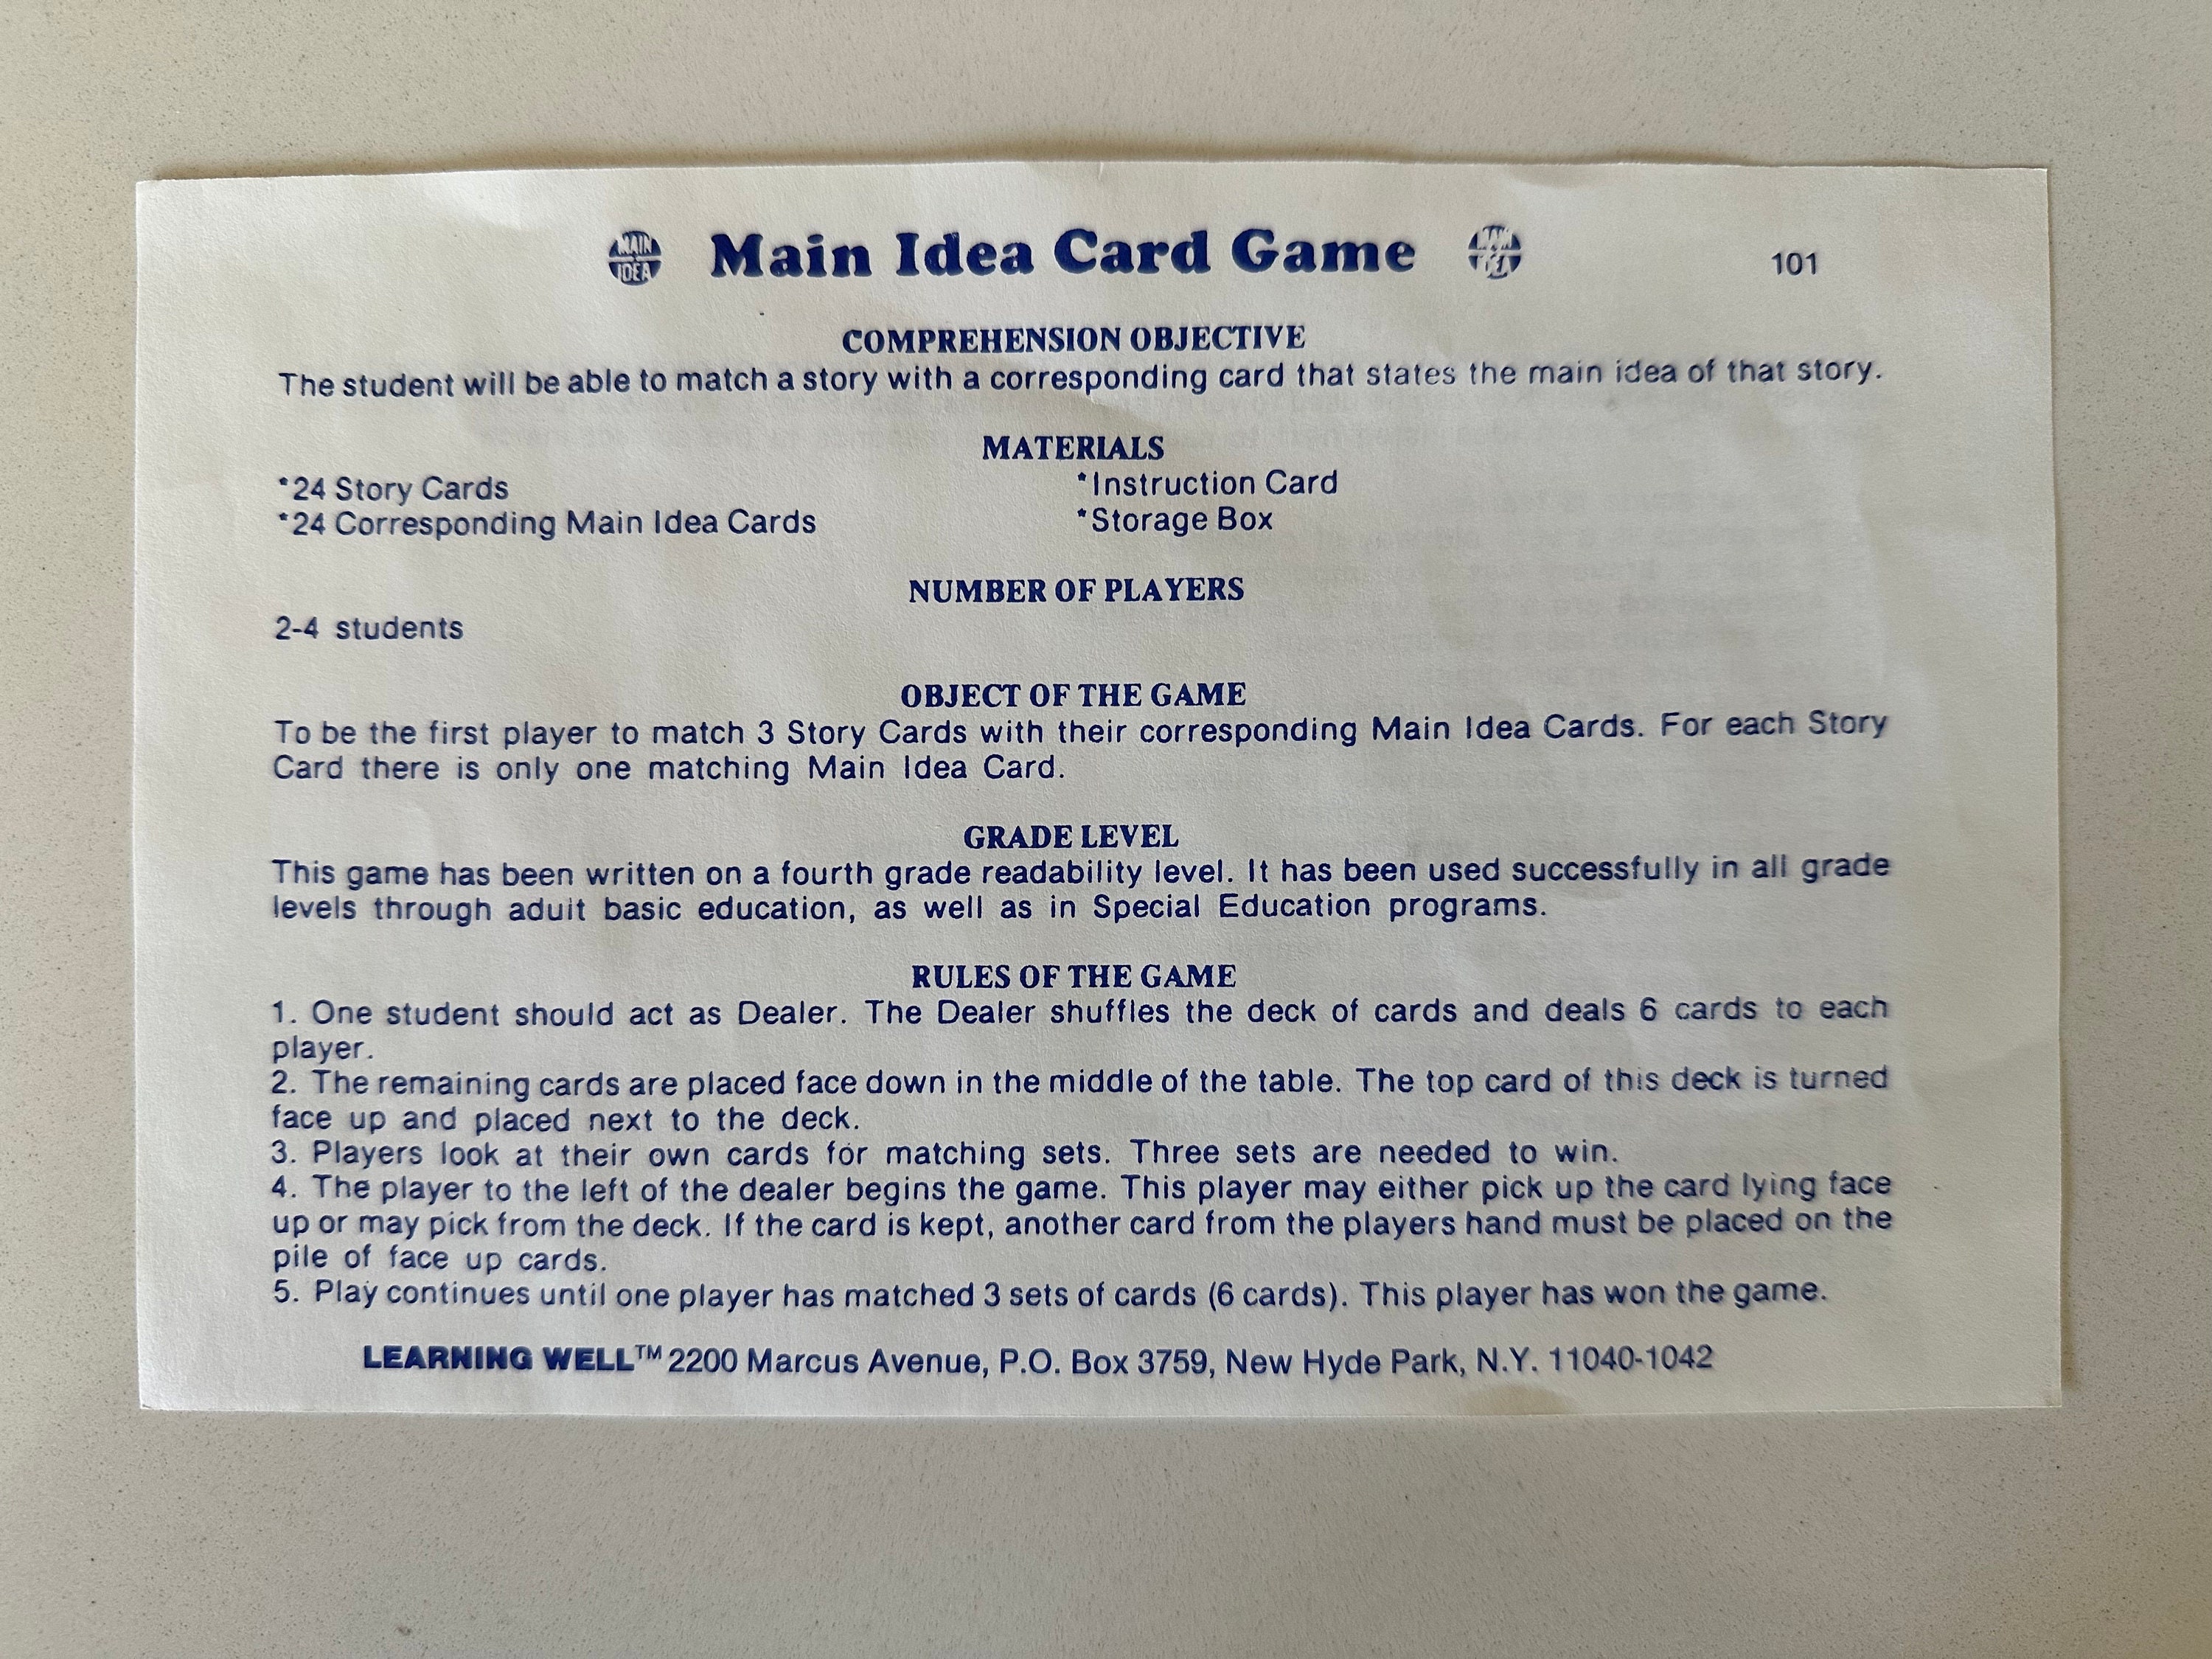 MAIN IDEA Main Idea Card Game MAIN IDEA 101
COMPREHENSION OBJECTIVE
The student will be able to match a story with a corresponding card that states the main idea of that story.
MATERIALS
*24 Story Cards *Instruction Card
*24 Corresponding Main Idea Cards *Storage Box
NUMBER OF PLAYERS
2-4 students
OBJECT OF THE GAME
To be the first player to match 3 Story Cards with their corresponding Main Idea Cards. For each Story
Card there is only one matching Main Idea Card.
GRADE LEVEL
This game has been written on a fourth grade readability level. It has been used successfully in all grade
levels through aduit basic education, as well as in Special Education programs.
RULES OF THE GAME
1. One student should act as Dealer. The Dealer shuffles the deck of cards and deals 6 cards to each
player.
2. The remaining cards are placed face down in the middle of the table. The top card of this deck is turned
face up and placed next to the deck.
3. Players look at their own cards for matching sets. Three sets are needed to win.
4. The player to the left of the dealer begins the game. This player may either pick up the card lying face
up or may pick from the deck. If the card is kept, another card from the players hand must be placed on the
pile of face up cards.
5. Play continues until one player has matched 3 sets of cards (6 cards). This player has won the game.
LEARNING WELL™ 2200 Marcus Avenue, P.O. Box 3759, New Hyde Park, N.Y. 11040-1042